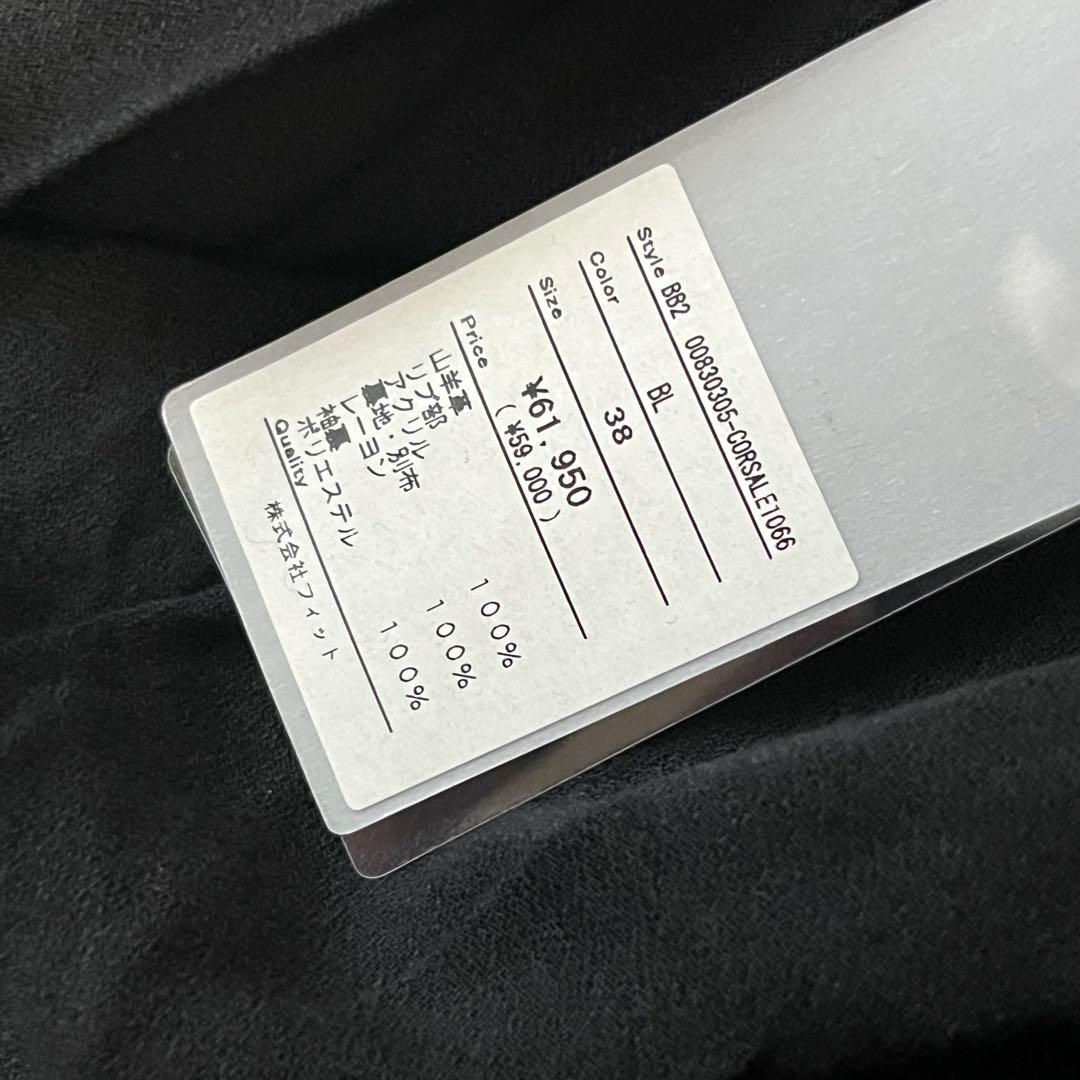 Style BB2 00830305-CORSALE1066
Color BL
Size 38
Price ¥61,950
(¥59.000)
山羊革
リブ部
アクリル 100%
裏地・別布
レーヨン 100%
袖裏
ポリエステル 100%
Quality
株式会社フィット